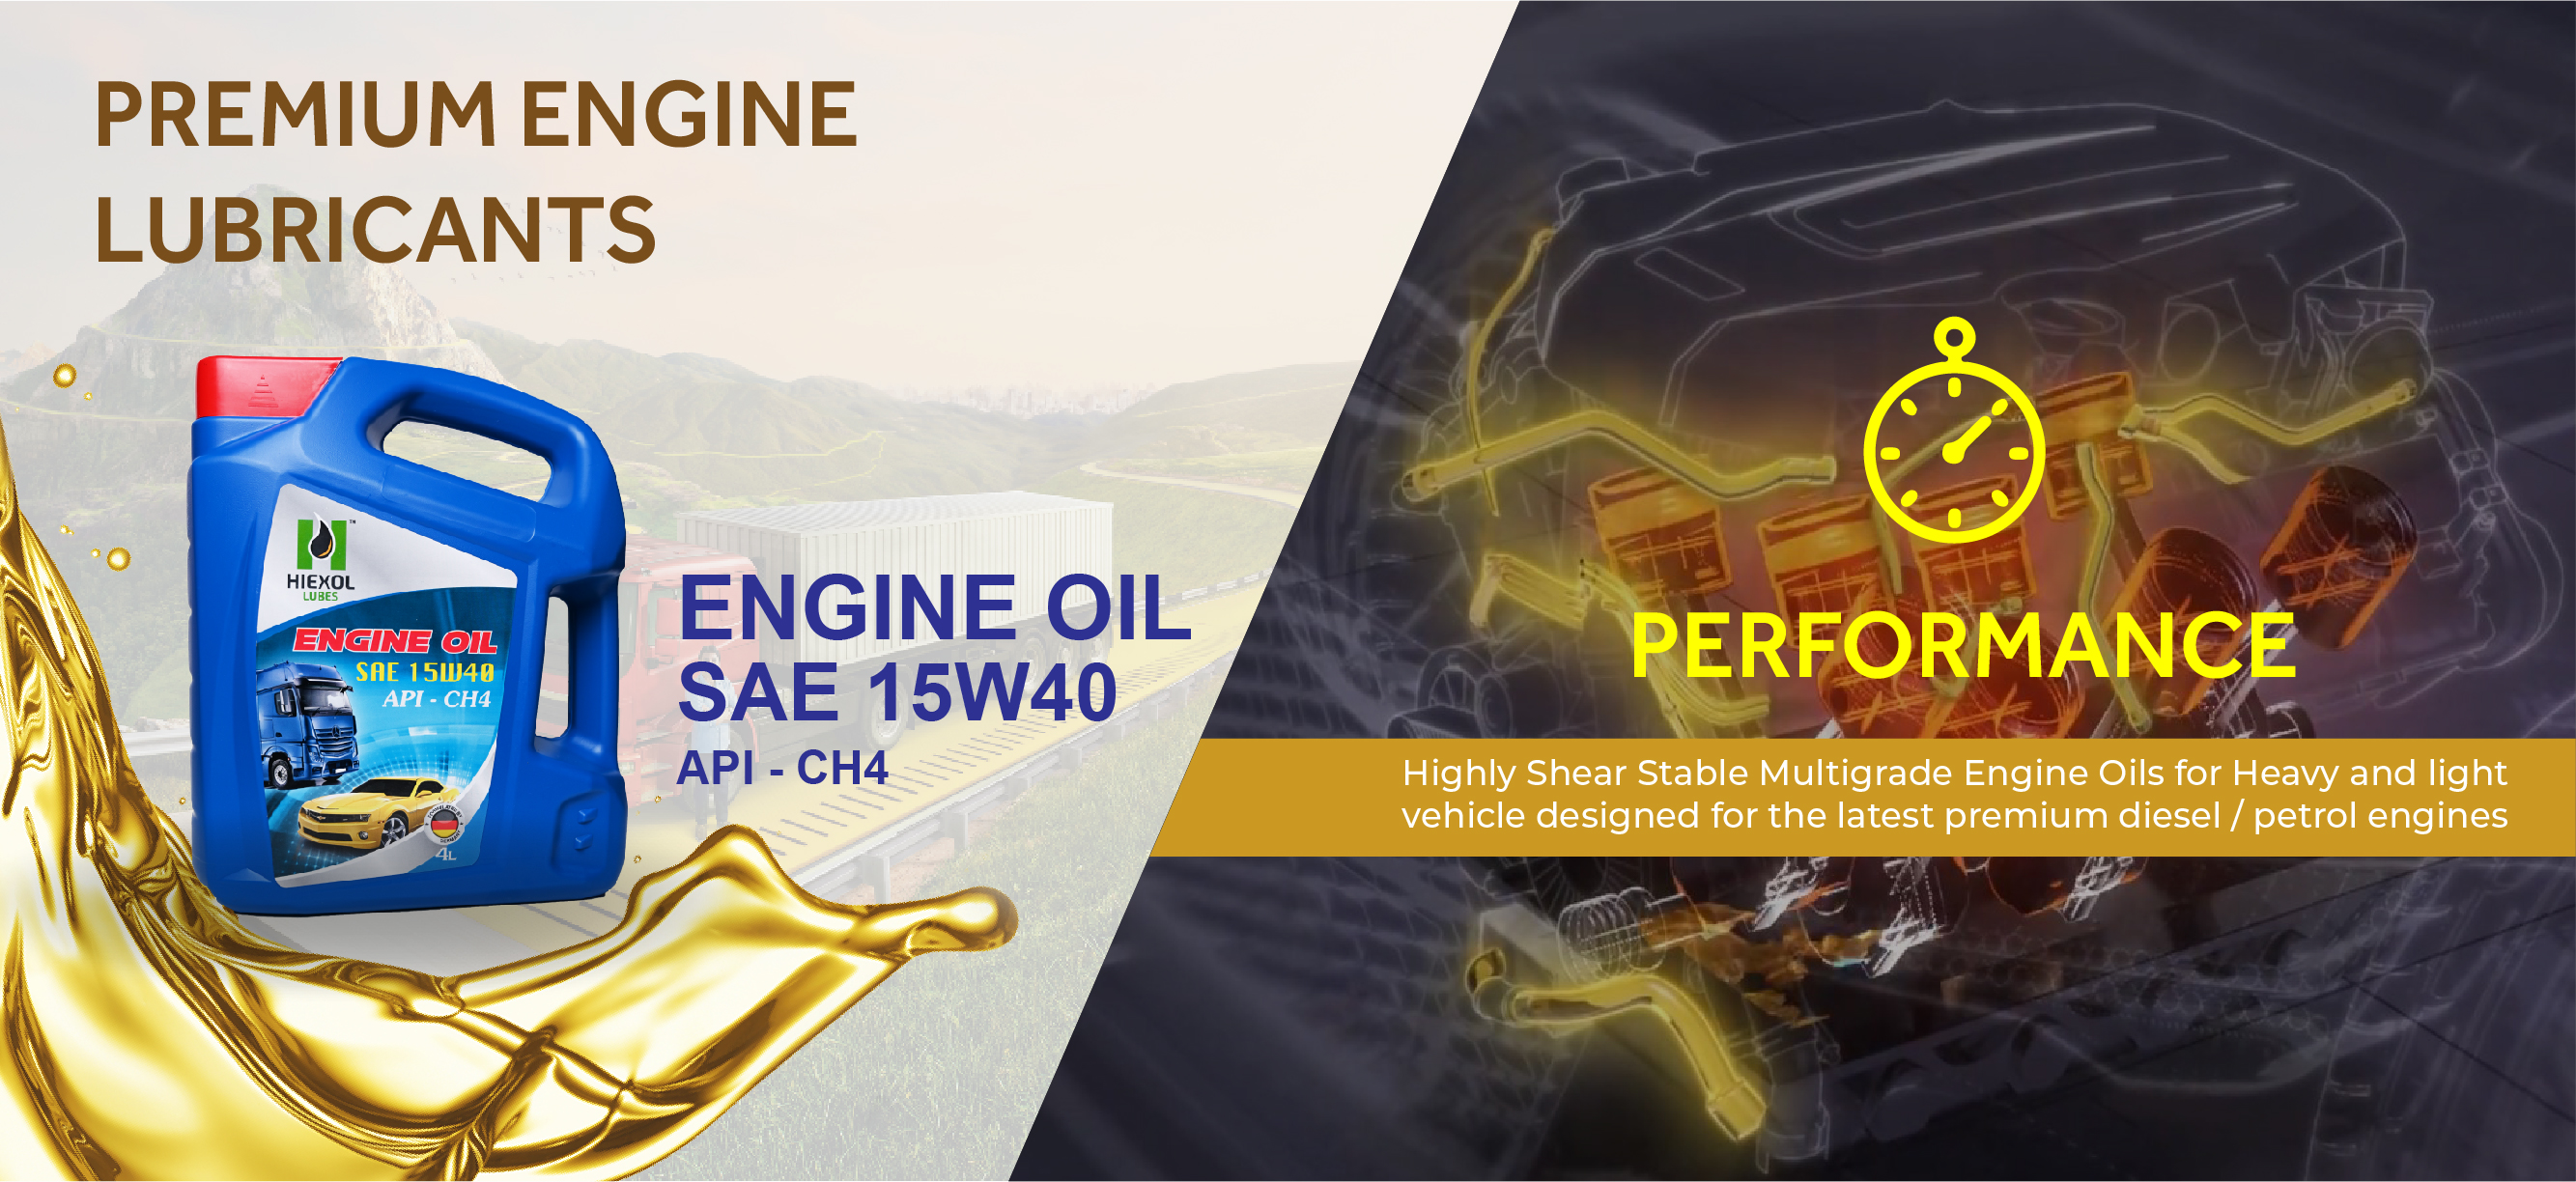 PREMIUM ENGINE
LUBRICANTS
HIEXOL
LUBES
ENGINE OIL
SAE 15W40
API - CH4
4L
ENGINE OIL
SAE 15W40
API - CH4
PERFORMANCE
Highly Shear Stable Multigrade Engine Oils for Heavy and light
vehicle designed for the latest premium diesel / petrol engines